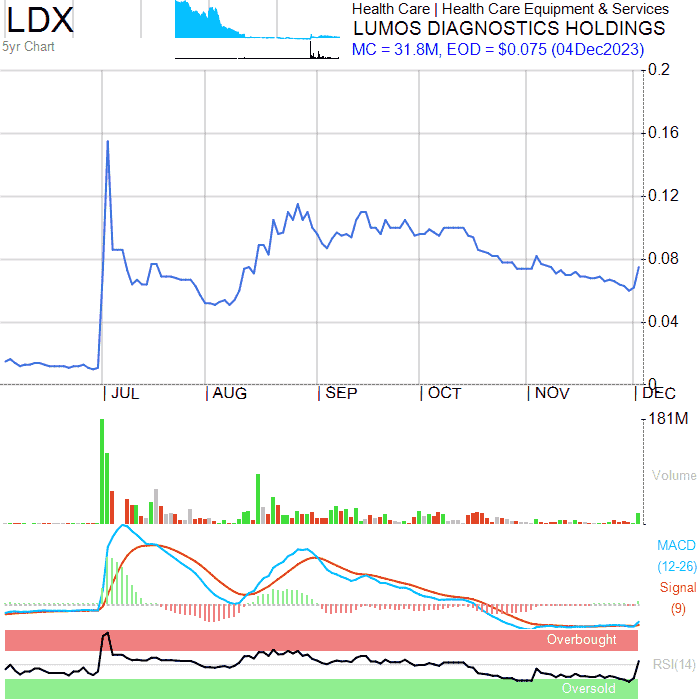 LDX
5yr Chart
Health Care | Health Care Equipment & Services
LUMOS DIAGNOSTICS HOLDINGS
MC = 31.8M, EOD = $0.075 (04Dec2023)
0.2
0.16
0.12
0.08
0.04
0
JUL AUG SEP OCT NOV DEC
181M
Volume
MACD
(12-26)
Signal
(9)
Overbought
RSI(14)
Oversold